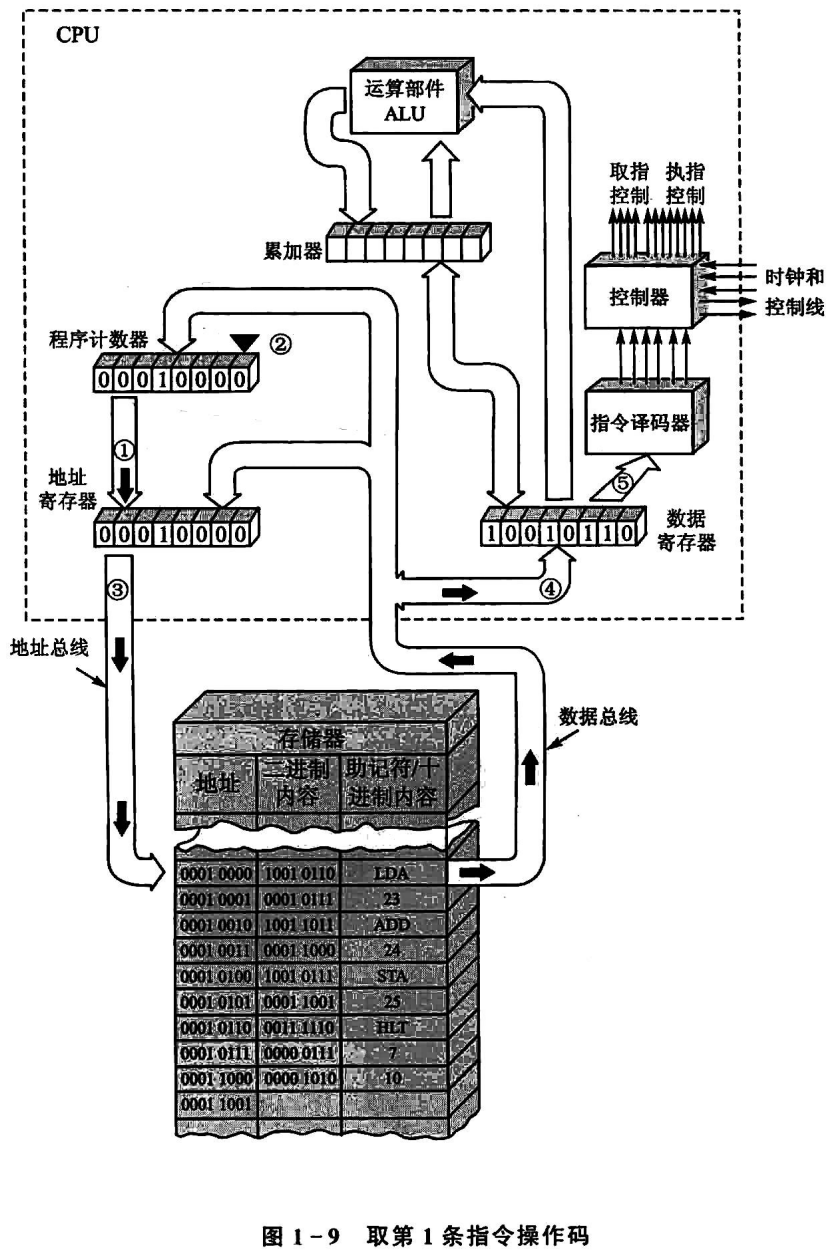 CPU
运算部件
ALU
取指 执指
控制 控制
累加器
控制器
时钟和
控制线
程序计数器
②
0 0 0 1 0 0 0 0
指令译码器
①
⑤
地址
寄存器
0 0 0 1 0 0 0 0
1 0 0 1 0 1 1 0
数据
寄存器
③
④
地址总线
数据总线
存储器
地址 二进制内容 助记符/十进制内容
0001 0000 1001 0110 LDA
0001 0001 0001 0111 23
0001 0010 1001 1011 ADD
0001 0011 0001 1000 24
0001 0100 1001 0111 STA
0001 0101 0001 1001 25
0001 0110 0011 1110 HLT
0001 0111 0000 0111 7
0001 1000 0000 1010 10
0001 1001
图 1-9 取第 1 条指令操作码